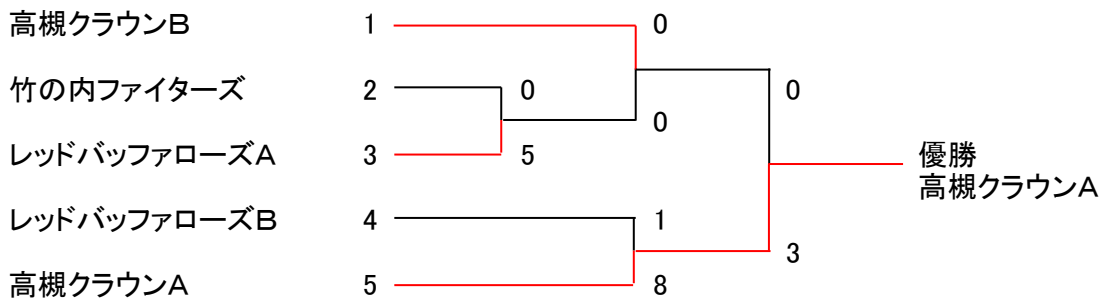 高槻クラウンB 1 0
竹の内ファイターズ 2 0 0
0
レッドバッファローズA 3 5
優勝
高槻クラウンA
レッドバッファローズB 4 1
3
高槻クラウンA 5 8